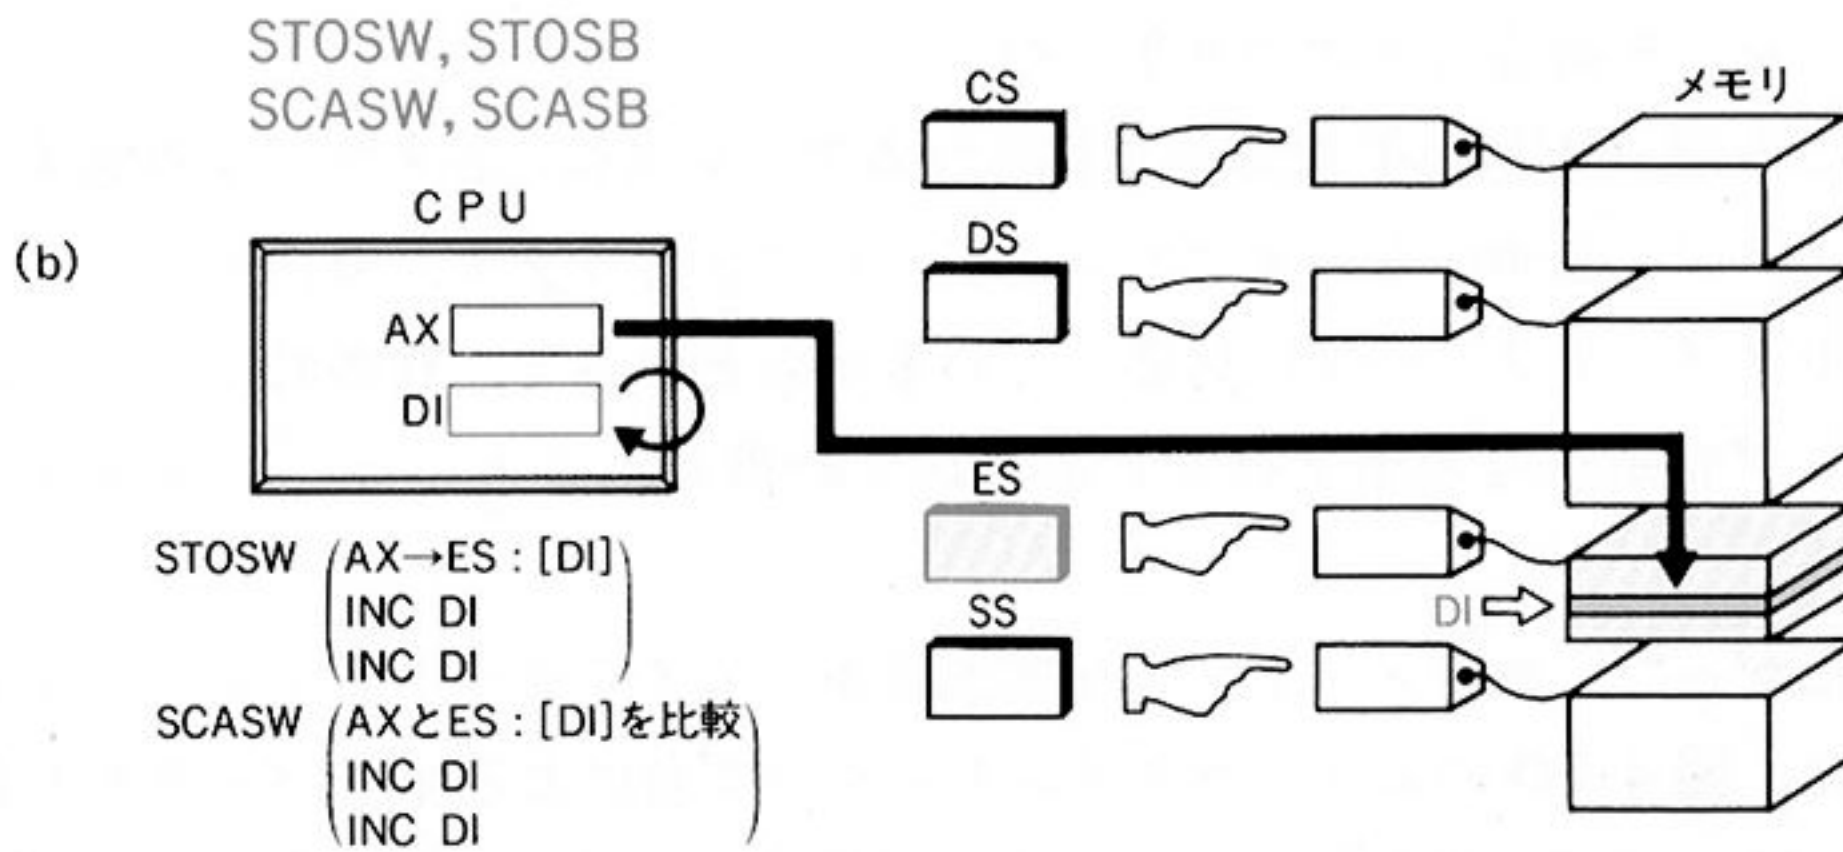 STOSW, STOSB
SCASW, SCASB
(b)
CPU
AX
DI
STOSW (AX→ES:[DI]
INC DI
INC DI)
SCASW (AXとES:[DI]を比較
INC DI
INC DI)
CS
DS
ES
SS
メモリ
DI